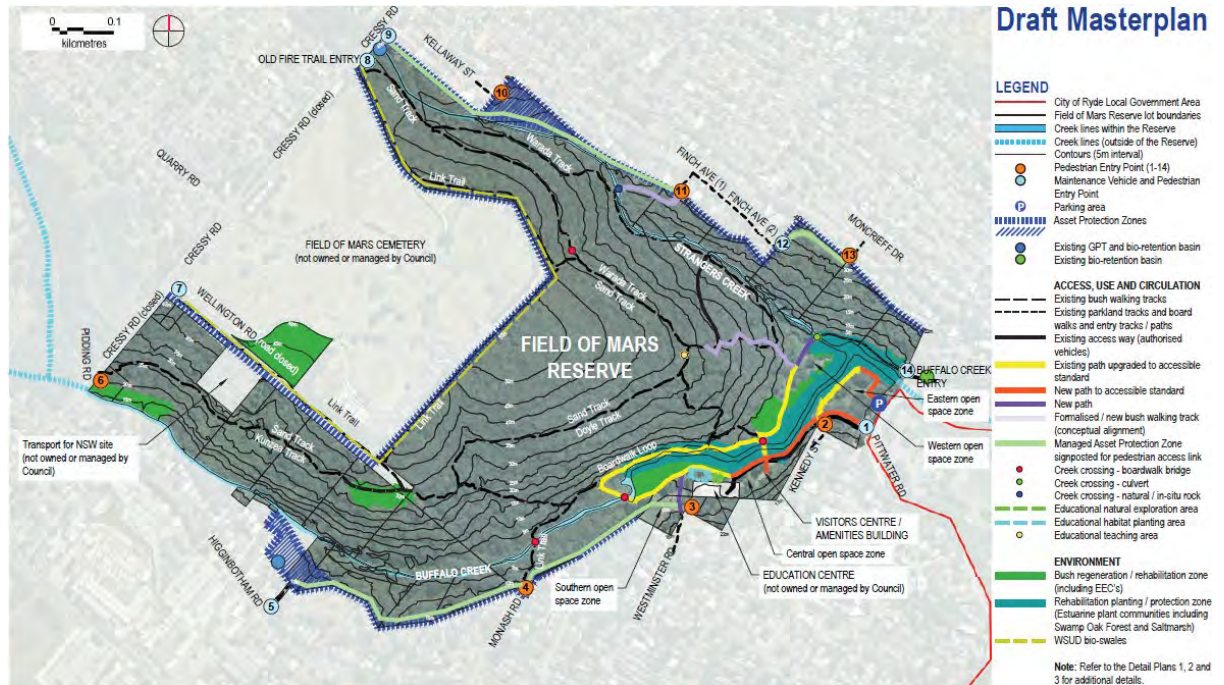 Draft Masterplan
0 0.1
kilometres
CRESSY RD
9
8
OLD FIRE TRAIL ENTRY
KELLAWAY ST
10
CRESSY RD (closed)
QUARRY RD
CRESSY RD
Sand Track
Warada Track
Link Trail
FINCH AVE (1)
11
FINCH AVE (2)
12
MONCRIEFF DR
13
FIELD OF MARS CEMETERY
(not owned or managed by Council)
STRANGERS CREEK
Warada Track
Sand Track
7
WELLINGTON RD (road closed)
CRESSY RD (closed)
PIDDING RD
6
FIELD OF MARS
RESERVE
14
BUFFALO CREEK
ENTRY
Eastern open
space zone
P
Link Trail
Link Trail
Sand Track
Doyle Track
Transport for NSW site
(not owned or managed by
Council)
Sand Track
Kunzea Track
Boardwalk Loop
2
1
KENNEDY ST
PITTWATER RD
Western open
space zone
3
VISITORS CENTRE /
AMENITIES BUILDING
Central open space zone
HIGGINBOTHAM RD
5
BUFFALO CREEK
Link Trail
MONASH RD
4
Southern open
space zone
WESTMINSTER RD
EDUCATION CENTRE
(not owned or managed by Council)
LEGEND
City of Ryde Local Government Area
Field of Mars Reserve lot boundaries
Creek lines within the Reserve
Creek lines (outside of the Reserve)
Contours (5m interval)
Pedestrian Entry Point (1-14)
Maintenance Vehicle and Pedestrian
Entry Point
P Parking area
Asset Protection Zones
Existing GPT and bio-retention basin
Existing bio-retention basin
ACCESS, USE AND CIRCULATION
Existing bush walking tracks
Existing parkland tracks and board
walks and entry tracks / paths
Existing access way (authorised
vehicles)
Existing path upgraded to accessible
standard
New path to accessible standard
New path
Formalised / new bush walking track
(conceptual alignment)
Managed Asset Protection Zone
signposted for pedestrian access link
Creek crossing - boardwalk bridge
Creek crossing - culvert
Creek crossing - natural / in-situ rock
Educational natural exploration area
Educational habitat planting area
Educational teaching area
ENVIRONMENT
Bush regeneration / rehabilitation zone
(including EEC's)
Rehabilitation planting / protection zone
(Estuarine plant communities including
Swamp Oak Forest and Saltmarsh)
WSUD bio-swales
Note: Refer to the Detail Plans 1, 2 and
3 for additional details.